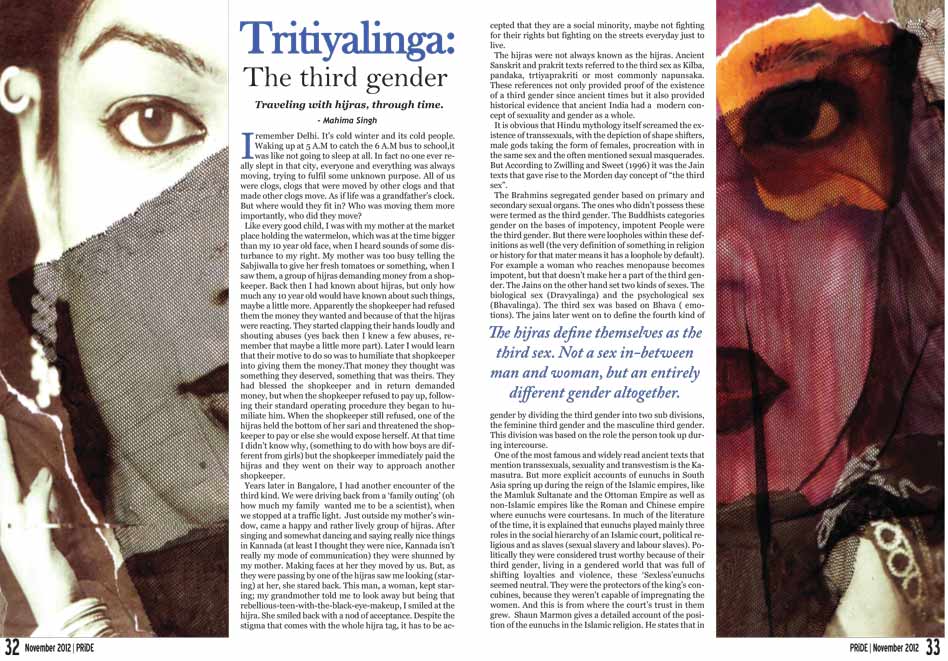 Tritiyalinga:
The third gender
Traveling with hijras, through time.
- Mahima Singh
I remember Delhi. It's cold winter and its cold people.
Waking up at 5 A.M to catch the 6 A.M bus to school,it
was like not going to sleep at all. In fact no one ever re-
ally slept in that city, everyone and everything was always
moving, trying to fulfil some unknown purpose. All of us
were clogs, clogs that were moved by other clogs and that
made other clogs move. As if life was a grandfather's clock.
But where would they fit in? Who was moving them more
importantly, who did they move?
Like every good child, I was with my mother at the market
place holding the watermelon, which was at the time bigger
than my 10 year old face, when I heard sounds of some dis-
turbance to my right. My mother was too busy telling the
Sabjiwalla to give her fresh tomatoes or something, when I
saw them, a group of hijras demanding money from a shop-
keeper. Back then I had known about hijras, but only how
much any 10 year old would have known about such things,
maybe a little more. Apparently the shopkeeper had refused
them the money they wanted and because of that the hijras
were reacting. They started clapping their hands loudly and
shouting abuses (yes back then I knew a few abuses, re-
member that maybe a little more part). Later I would learn
that their motive to do so was to humiliate that shopkeeper
into giving them the money.That money they thought was
something they deserved, something that was theirs. They
had blessed the shopkeeper and in return demanded
money, but when the shopkeeper refused to pay up, follow-
ing their standard operating procedure they began to hu-
miliate him. When the shopkeeper still refused, one of the
hijras held the bottom of her sari and threatened the shop-
keeper to pay or else she would expose herself. At that time
I didn't know why, (something to do with how boys are dif-
ferent from girls) but the shopkeeper immediately paid the
hijras and they went on their way to approach another
shopkeeper.
Years later in Bangalore, I had another encounter of the
third kind. We were driving back from a 'family outing' (oh
how much my family wanted me to be a scientist), when
we stopped at a traffic light. Just outside my mother's win-
dow, came a happy and rather lively group of hijras. After
singing and somewhat dancing and saying really nice things
in Kannada (at least I thought they were nice, Kannada isn't
really my mode of communication) they were shunned by
my mother. Making faces at her they moved by us. But, as
they were passing by one of the hijras saw me looking (star-
ing) at her, she stared back. This man, a woman, kept star-
ing; my grandmother told me to look away but being that
rebellious-teen-with-the-black-eye-makeup, I smiled at the
hijra. She smiled back with a nod of acceptance. Despite the
stigma that comes with the whole hijra tag, it has to be ac-
cepted that they are a social minority, maybe not fighting
for their rights but fighting on the streets everyday just to
live.
The hijras were not always known as the hijras. Ancient
Sanskrit and prakrit texts referred to the third sex as Kilba,
pandaka, trtiyaprakriti or most commonly napunsaka.
These references not only provided proof of the existence
of a third gender since ancient times but it also provided
historical evidence that ancient India had a modern con-
cept of sexuality and gender as a whole.
It is obvious that Hindu mythology itself screamed the ex-
istence of transsexuals, with the depiction of shape shifters,
male gods taking the form of females, procreation with in
the same sex and the often mentioned sexual masquerades.
But According to Zwilling and Sweet (1996) it was the Jain
texts that gave rise to the Morden day concept of "the third
sex".
The Brahmins segregated gender based on primary and
secondary sexual organs. The ones who didn't possess these
were termed as the third gender. The Buddhists categories
gender on the bases of impotency, impotent People were
the third gender. But there were loopholes within these def-
initions as well (the very definition of something in religion
or history for that mater means it has a loophole by default).
For example a woman who reaches menopause becomes
impotent, but that doesn't make her a part of the third gen-
der. The Jains on the other hand set two kinds of sexes. The
biological sex (Dravyalinga) and the psychological sex
(Bhavalinga). The third sex was based on Bhava ( emo-
tions). The jains later went on to define the fourth kind of
The hijras define themselves as the
third sex. Not a sex in-between
man and woman, but an entirely
different gender altogether.
gender by dividing the third gender into two sub divisions,
the feminine third gender and the masculine third gender.
This division was based on the role the person took up dur-
ing intercourse.
One of the most famous and widely read ancient texts that
mention transsexuals, sexuality and transvestism is the Ka-
masutra. But more explicit accounts of eunuchs in South
Asia spring up during the reign of the Islamic empires, like
the Mamluk Sultanate and the Ottoman Empire as well as
non-Islamic empires like the Roman and Chinese empire
where eunuchs were courtesans. In much of the literature
of the time, it is explained that eunuchs played mainly three
roles in the social hierarchy of an Islamic court, political re-
ligious and as slaves (sexual slavery and labour slaves). Po-
litically they were considered trust worthy because of their
third gender, living in a gendered world that was full of
shifting loyalties and violence, these 'Sexless'eunuchs
seemed neutral. They were the protectors of the king's con-
cubines, because they weren't capable of impregnating the
women. And this is from where the court's trust in them
grew. Shaun Marmon gives a detailed account of the posi-
tion of the eunuchs in the Islamic religion. He states that in
32 November 2012 | PRiDE
PRiDE | November 2012 33